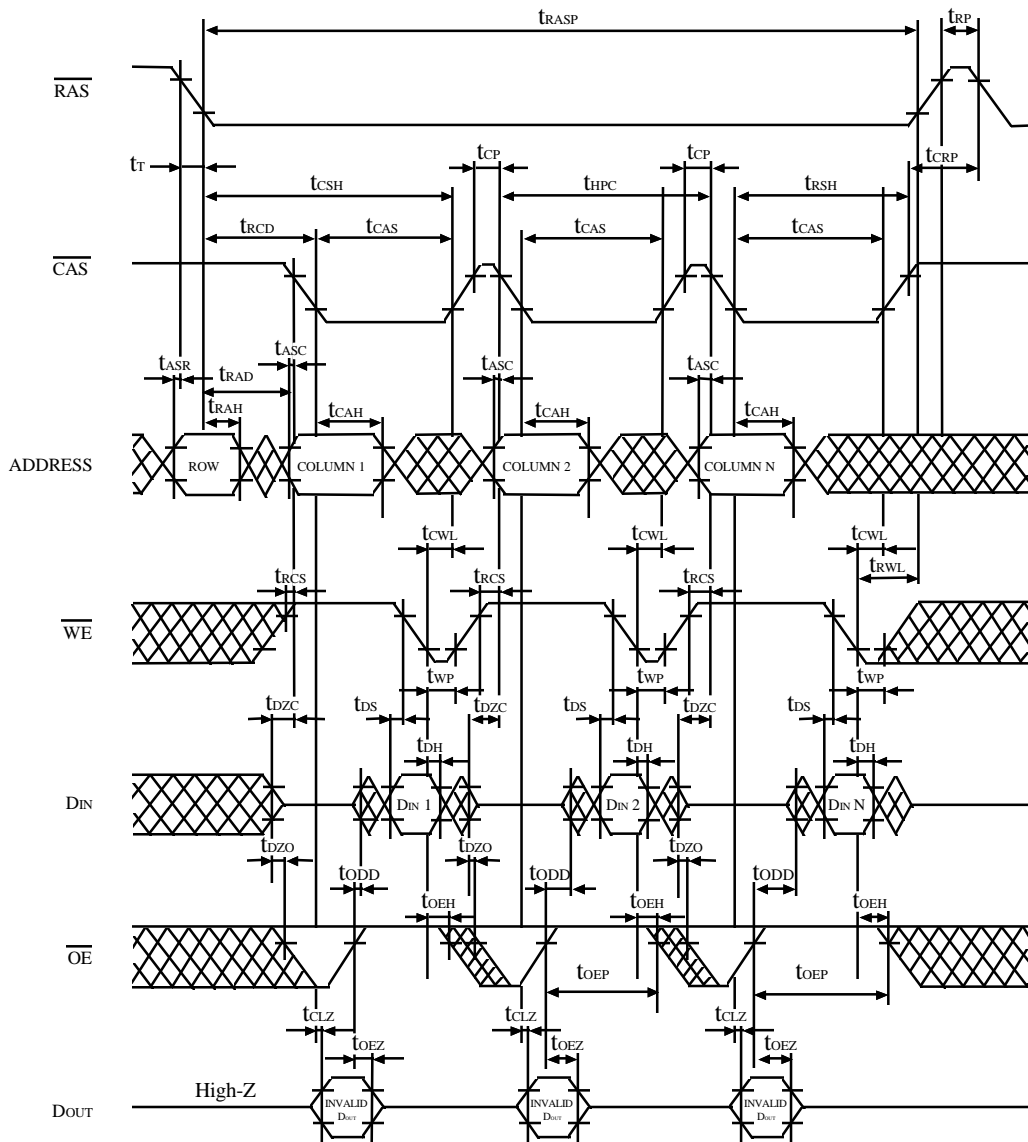 tRASP tRP
RAS
tT tCP tCP tCRP
tCSH tHPC tRSH
tRCD tCAS tCAS tCAS
CAS
tASR tRAD tASC tASC tASC
tRAH tCAH tCAH tCAH
ADDRESS ROW COLUMN 1 COLUMN 2 COLUMN N
tCWL tCWL tCWL
tRWL
tRCS tRCS tRCS
WE
tWP tWP tWP
tDZC tDS tDZC tDS tDZC tDS
tDH tDH tDH
DIN DIN 1 DIN 2 DIN N
tDZO tODD tDZO tODD tDZO tODD
tOEH tOEH tOEH
OE
tOEP tOEP
tCLZ tCLZ tCLZ
tOEZ tOEZ tOEZ
High-Z
DOUT INVALID DOUT INVALID DOUT INVALID DOUT